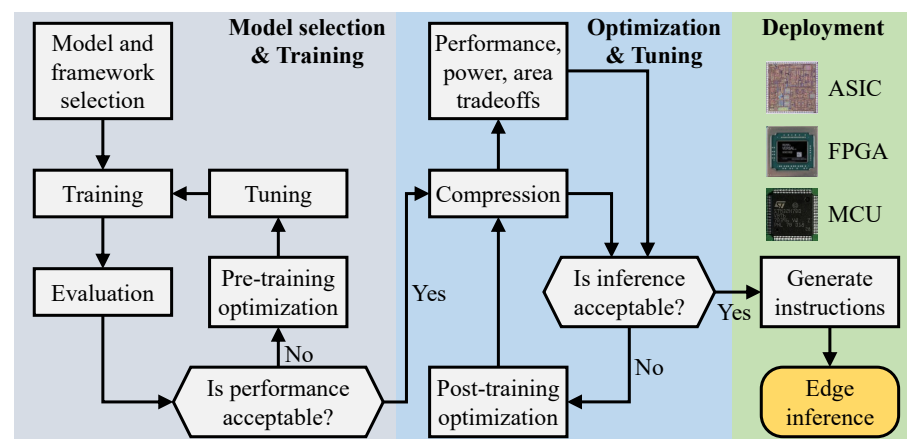 Model selection
& Training
Model and
framework
selection
Training
Tuning
Evaluation
Pre-training
optimization
No
Is performance
acceptable?
Yes
Optimization
& Tuning
Performance,
power, area
tradeoffs
Compression
Is inference
acceptable?
Yes
No
Post-training
optimization
Deployment
ASIC
FPGA
MCU
Generate
instructions
Edge
inference